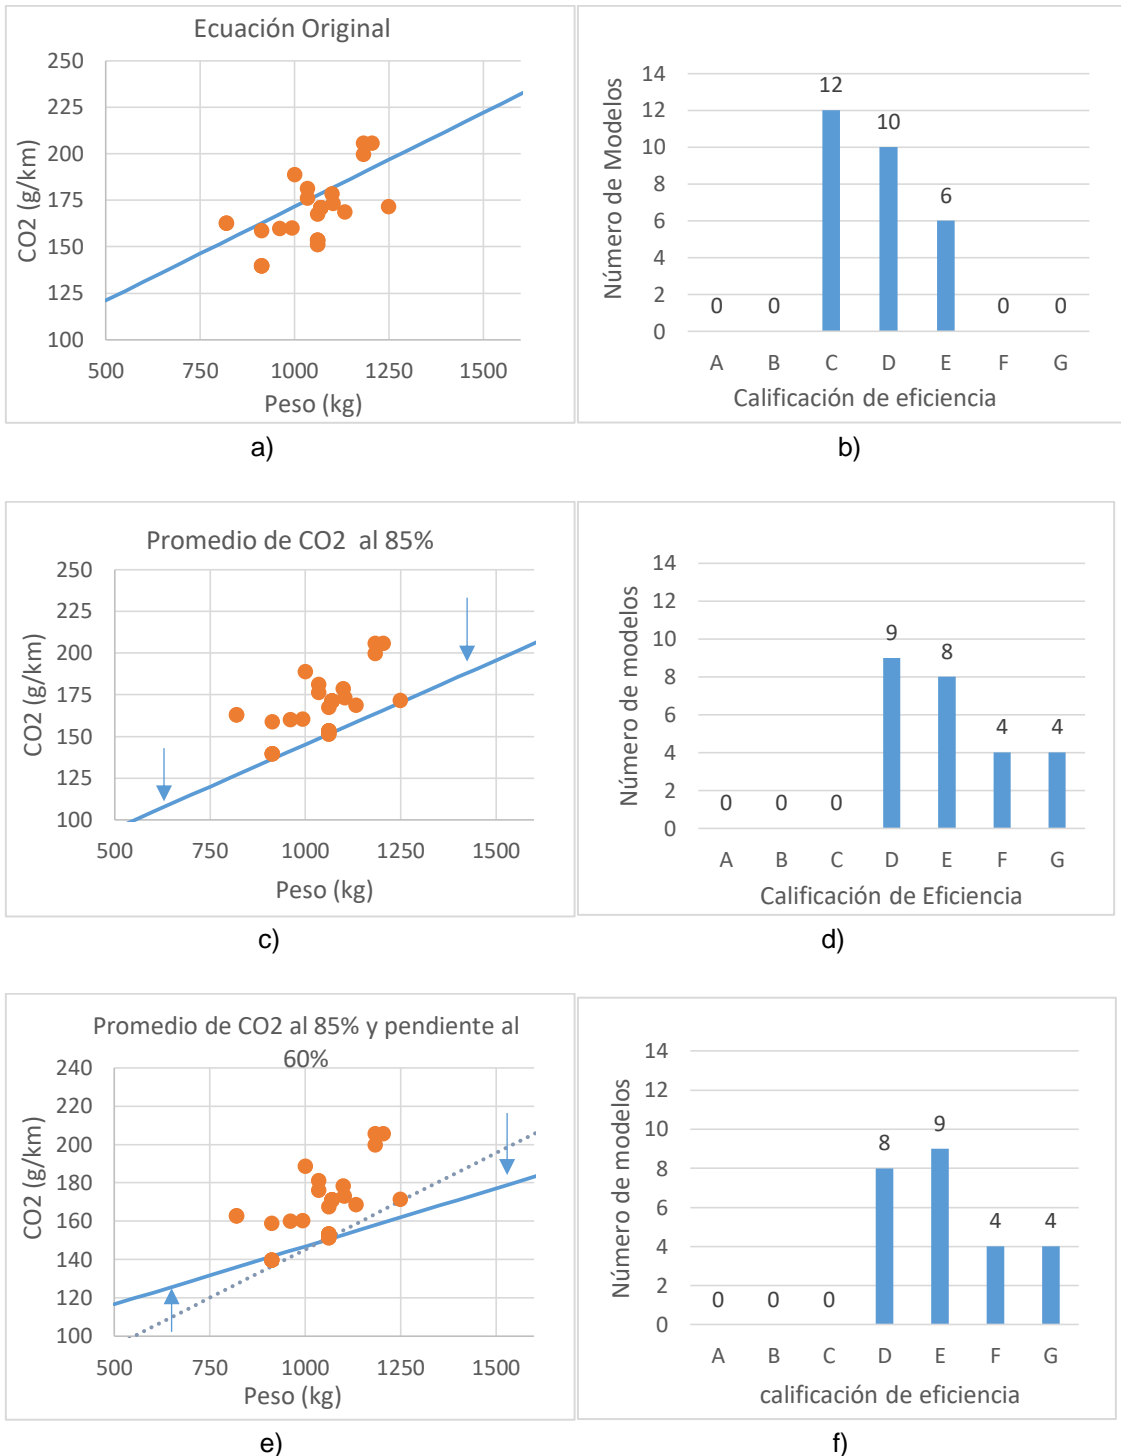 Ecuación Original
250
225
200
175
150
125
100
500 750 1000 1250 1500
CO2 (g/km)
Peso (kg)
a)
14
12
10
8
6
4
2
0
0 0 12 10 6 0 0
A B C D E F G
Número de Modelos
Calificación de eficiencia
b)
Promedio de CO2 al 85%
250
225
200
175
150
125
100
500 750 1000 1250 1500
CO2 (g/km)
Peso (kg)
c)
14
12
10
8
6
4
2
0
0 0 0 9 8 4 4
A B C D E F G
Número de modelos
Calificación de Eficiencia
d)
Promedio de CO2 al 85% y pendiente al
60%
240
220
200
180
160
140
120
100
500 750 1000 1250 1500
CO2 (g/km)
Peso (kg)
e)
14
12
10
8
6
4
2
0
0 0 0 8 9 4 4
A B C D E F G
Número de modelos
calificación de eficiencia
f)